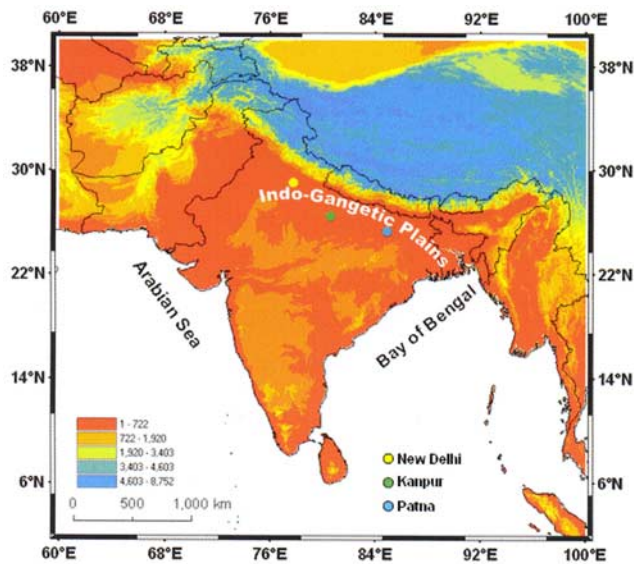 60°E 68°E 76°E 84°E 92°E 100°E
38°N 38°N
30°N 30°N
Indo-Gangetic Plains
22°N 22°N
Arabian Sea
Bay of Bengal
14°N 14°N
1 - 722
722 - 1,920
1,920 - 3,403
3,403 - 4,603
4,603 - 8,752
New Delhi
Kanpur
Patna
6°N 6°N
0 500 1,000 km
60°E 68°E 76°E 84°E 92°E 100°E